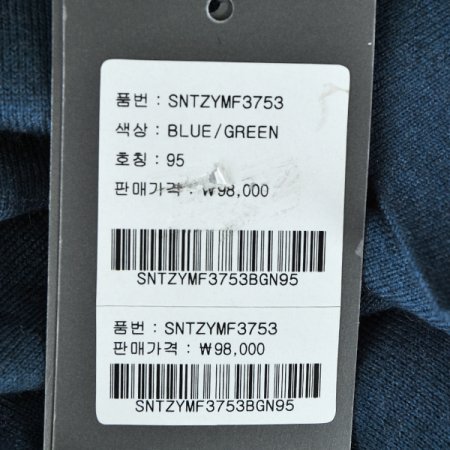 품번 : SNTZYMF3753
색상 : BLUE/GREEN
호칭 : 95
판매가격 : ₩98,000
SNTZYMF3753BGN95
품번 : SNTZYMF3753
판매가격 : ₩98,000
SNTZYMF3753BGN95